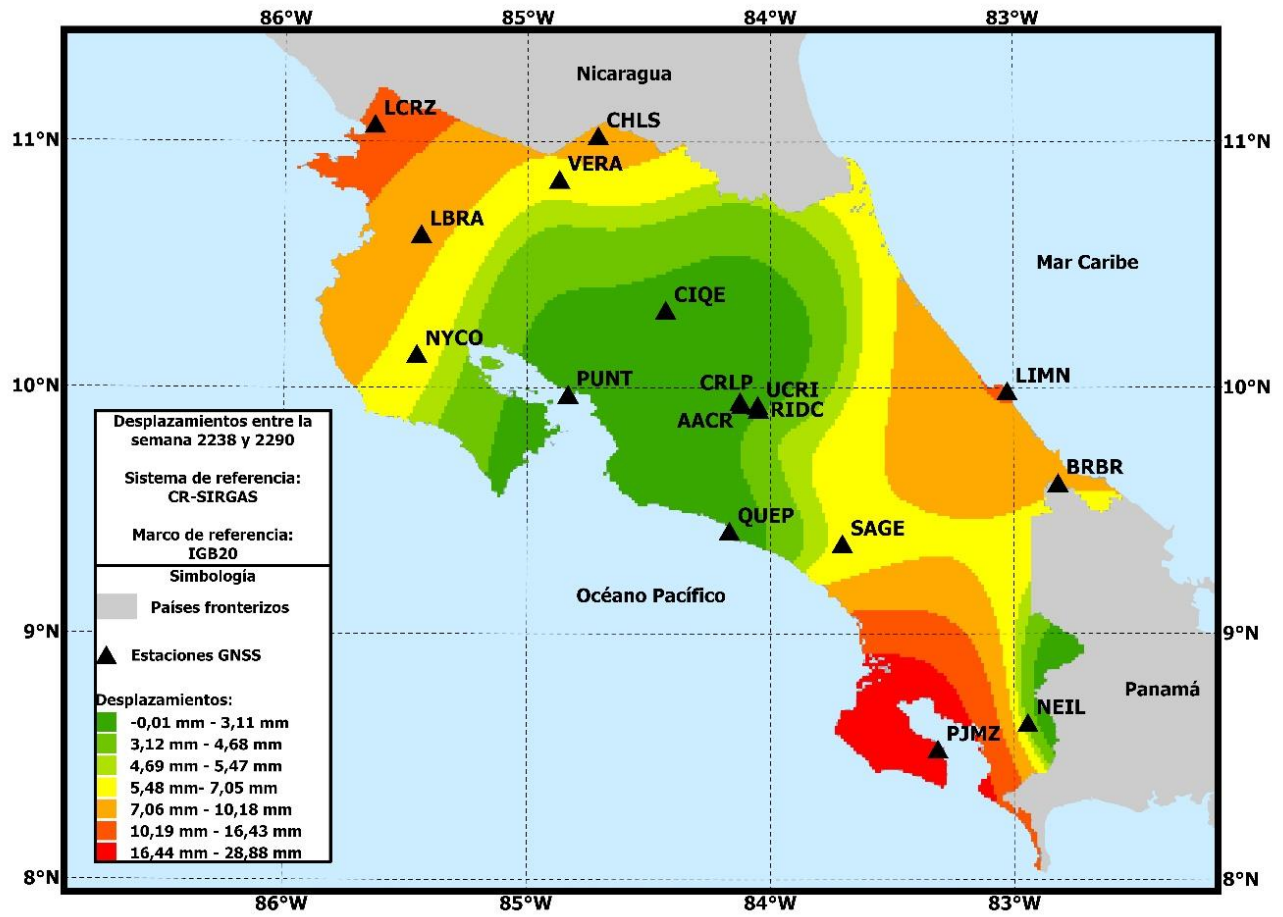 86°W
85°W
84°W
83°W
Nicaragua
LCRZ
CHLS
11°N
11°N
VERA
LBRA
Mar Caribe
CIQE
NYCO
PUNT
CRLP
UCRI
LIMN
10°N
10°N
AACR
RIDC
BRBR
QUEP
SAGE
Océano Pacífico
9°N
9°N
Panamá
NEIL
PJMZ
Desplazamientos entre la
semana 2238 y 2290
Sistema de referencia:
CR-SIRGAS
Marco de referencia:
IGB20
Simbología
Países fronterizos
Estaciones GNSS
Desplazamientos:
-0,01 mm - 3,11 mm
3,12 mm - 4,68 mm
4,69 mm - 5,47 mm
5,48 mm- 7,05 mm
7,06 mm - 10,18 mm
10,19 mm - 16,43 mm
16,44 mm - 28,88 mm
8°N
8°N
86°W
85°W
84°W
83°W